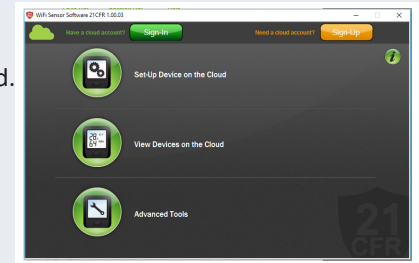 WiFi Sensor Software 21CFR 1.00.03
Have a cloud account? Sign-In Need a cloud account? Sign-Up
d.
Set-Up Device on the Cloud
View Devices on the Cloud
Advanced Tools
21
CFR